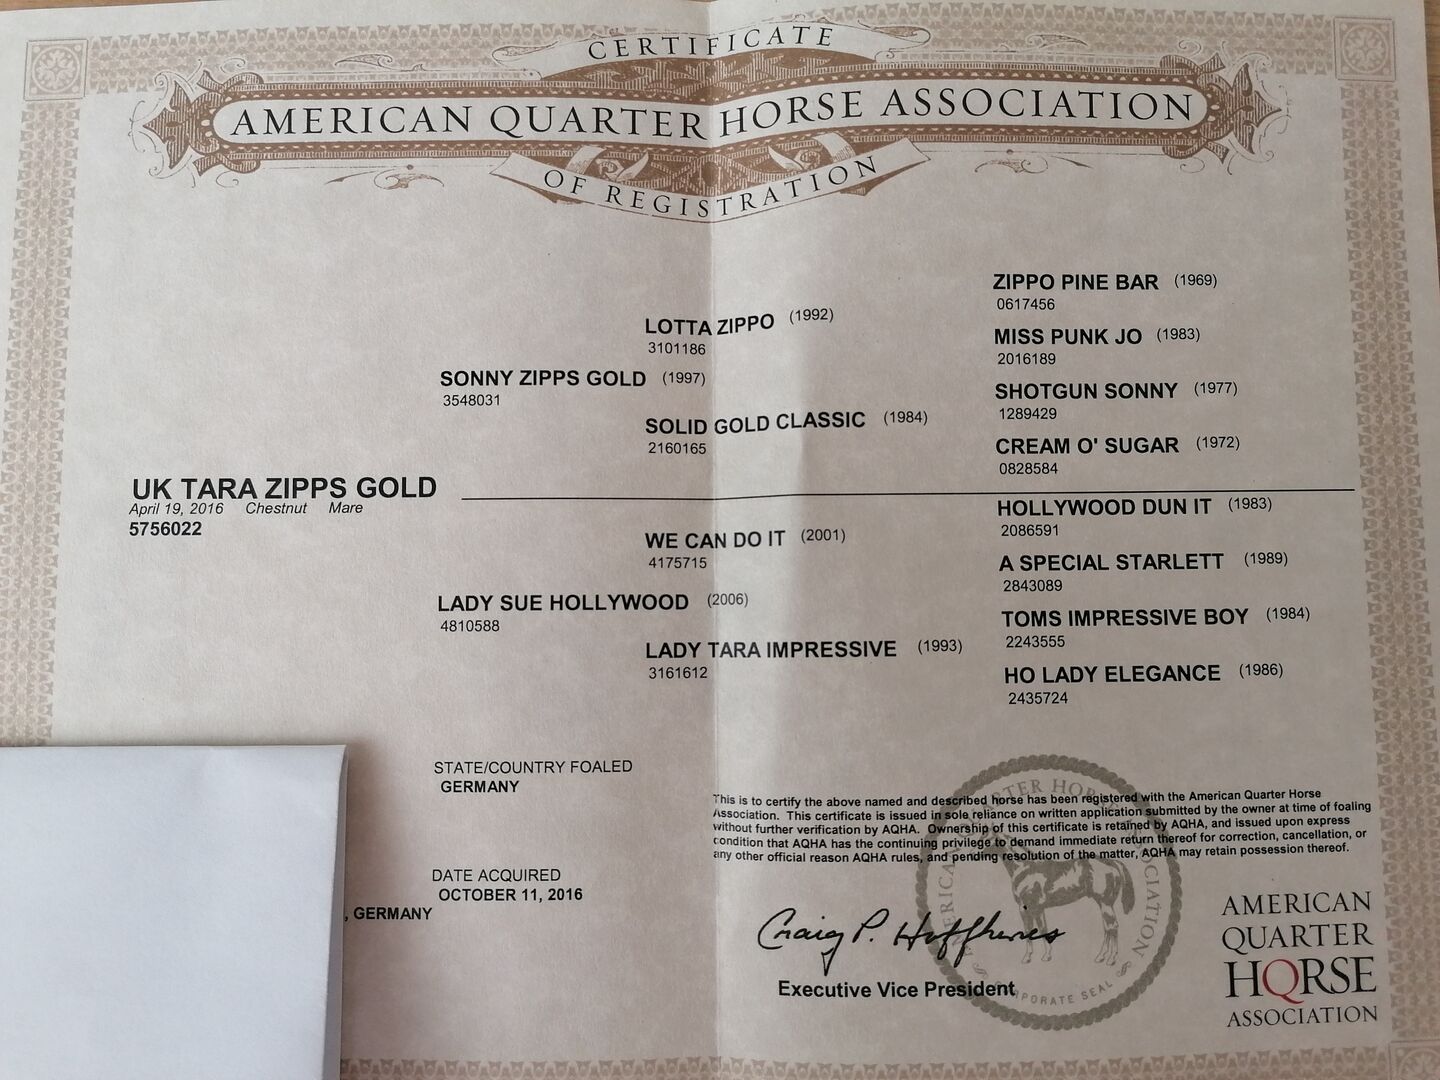 CERTIFICATE
AMERICAN QUARTER HORSE ASSOCIATION
OF REGISTRATION
ZIPPO PINE BAR (1969)
0617456
LOTTA ZIPPO (1992)
3101186
MISS PUNK JO (1983)
2016189
SONNY ZIPPS GOLD (1997)
3548031
SHOTGUN SONNY (1977)
1289429
SOLID GOLD CLASSIC (1984)
2160165
CREAM O' SUGAR (1972)
0828584
UK TARA ZIPPS GOLD
April 19, 2016 Chestnut Mare
5756022
HOLLYWOOD DUN IT (1983)
2086591
WE CAN DO IT (2001)
4175715
A SPECIAL STARLETT (1989)
2843089
LADY SUE HOLLYWOOD (2006)
4810588
TOMS IMPRESSIVE BOY (1984)
2243555
LADY TARA IMPRESSIVE (1993)
3161612
HO LADY ELEGANCE (1986)
2435724
STATE/COUNTRY FOALED
GERMANY
DATE ACQUIRED
OCTOBER 11, 2016
, GERMANY
This is to certify the above named and described horse has been registered with the American Quarter Horse
Association. This certificate is issued in sole reliance on written application submitted by the owner at time of foaling
without further verification by AQHA. Ownership of this certificate is retained by AQHA, and issued upon express
condition that AQHA has the continuing privilege to demand immediate return thereof for correction, cancellation, or
any other official reason AQHA rules, and pending resolution of the matter, AQHA may retain possession thereof.
Craig P. Huffhines
Executive Vice President
AMERICAN QUARTER HORSE ASSOCIATION
CORPORATE SEAL
AMERICAN
QUARTER
HORSE
ASSOCIATION